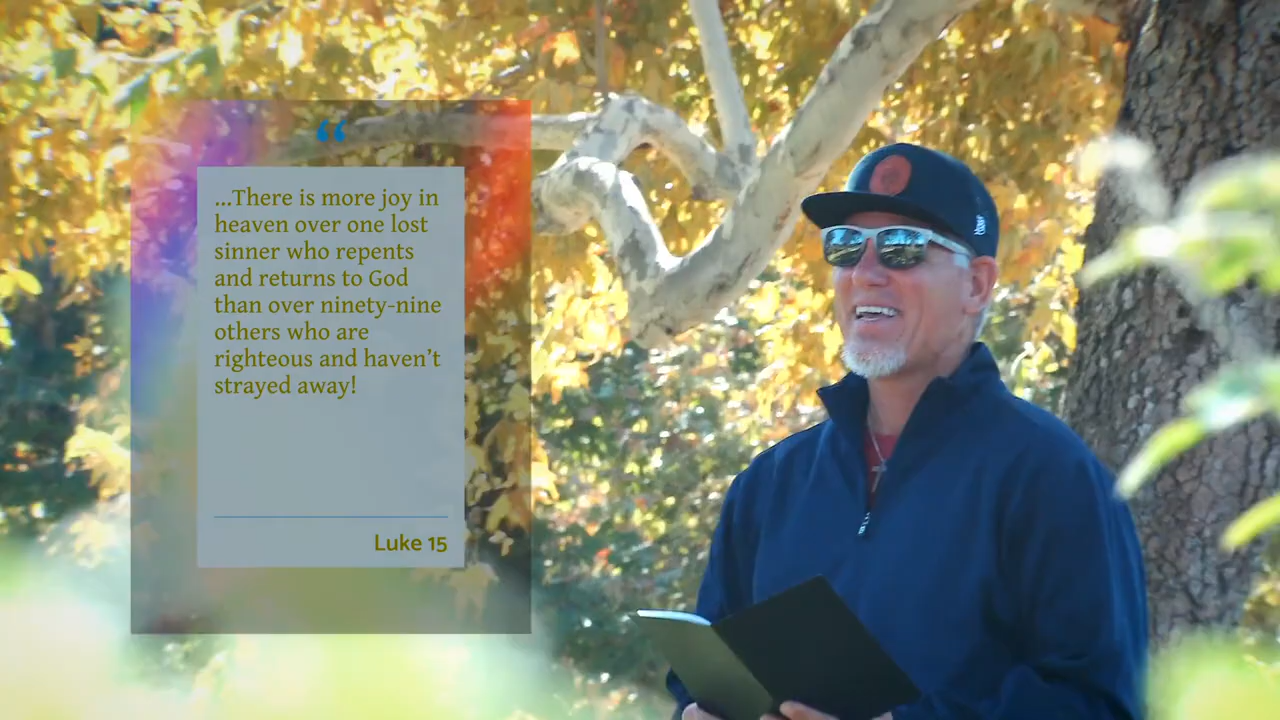 “
...There is more joy in
heaven over one lost
sinner who repents
and returns to God
than over ninety-nine
others who are
righteous and haven’t
strayed away!
Luke 15